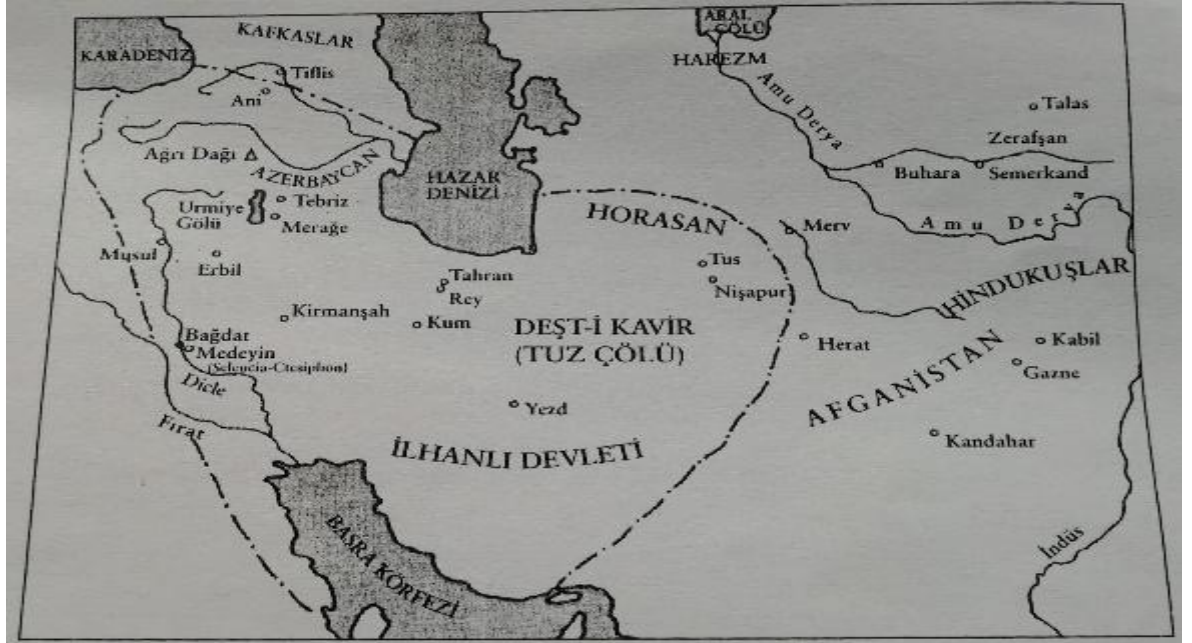 KARADENİZ
KAFKASLAR
ARAL
GÖLÜ
HAREZM
Tiflis
Ani
Amu Derya
Talas
Zerafşan
Ağrı Dağı
AZERBAYCAN
HAZAR
DENİZİ
Buhara
Semerkand
Urmiye
Gölü
Tebriz
Merağe
HORASAN
Merv
Amu Derya
Musul
Erbil
Tahran
Rey
Tus
Nişapur
HİNDUKUŞLAR
Kirmanşah
Kum
DEŞT-İ KAVİR
(TUZ ÇÖLÜ)
Herat
Kabil
Gazne
Bağdat
Medeyin
(Seleucia-Ctesiphon)
Dicle
AFGANİSTAN
Yezd
Fırat
Kandahar
İLHANLI DEVLETİ
BASRA KÖRFEZİ
İndüs